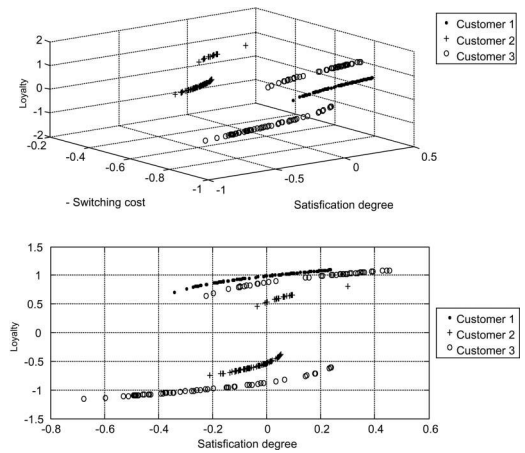 2
1
0
-1
-2
Loyalty
-0.2
-0.4
-0.6
-0.8
-1
-1
-0.5
0
0.5
- Switching cost
Satisfication degree
Customer 1
Customer 2
Customer 3
1.5
1
0.5
0
-0.5
-1
-1.5
Loyalty
-0.8
-0.6
-0.4
-0.2
0.0
0.2
0.4
0.6
Satisfication degree
Customer 1
Customer 2
Customer 3